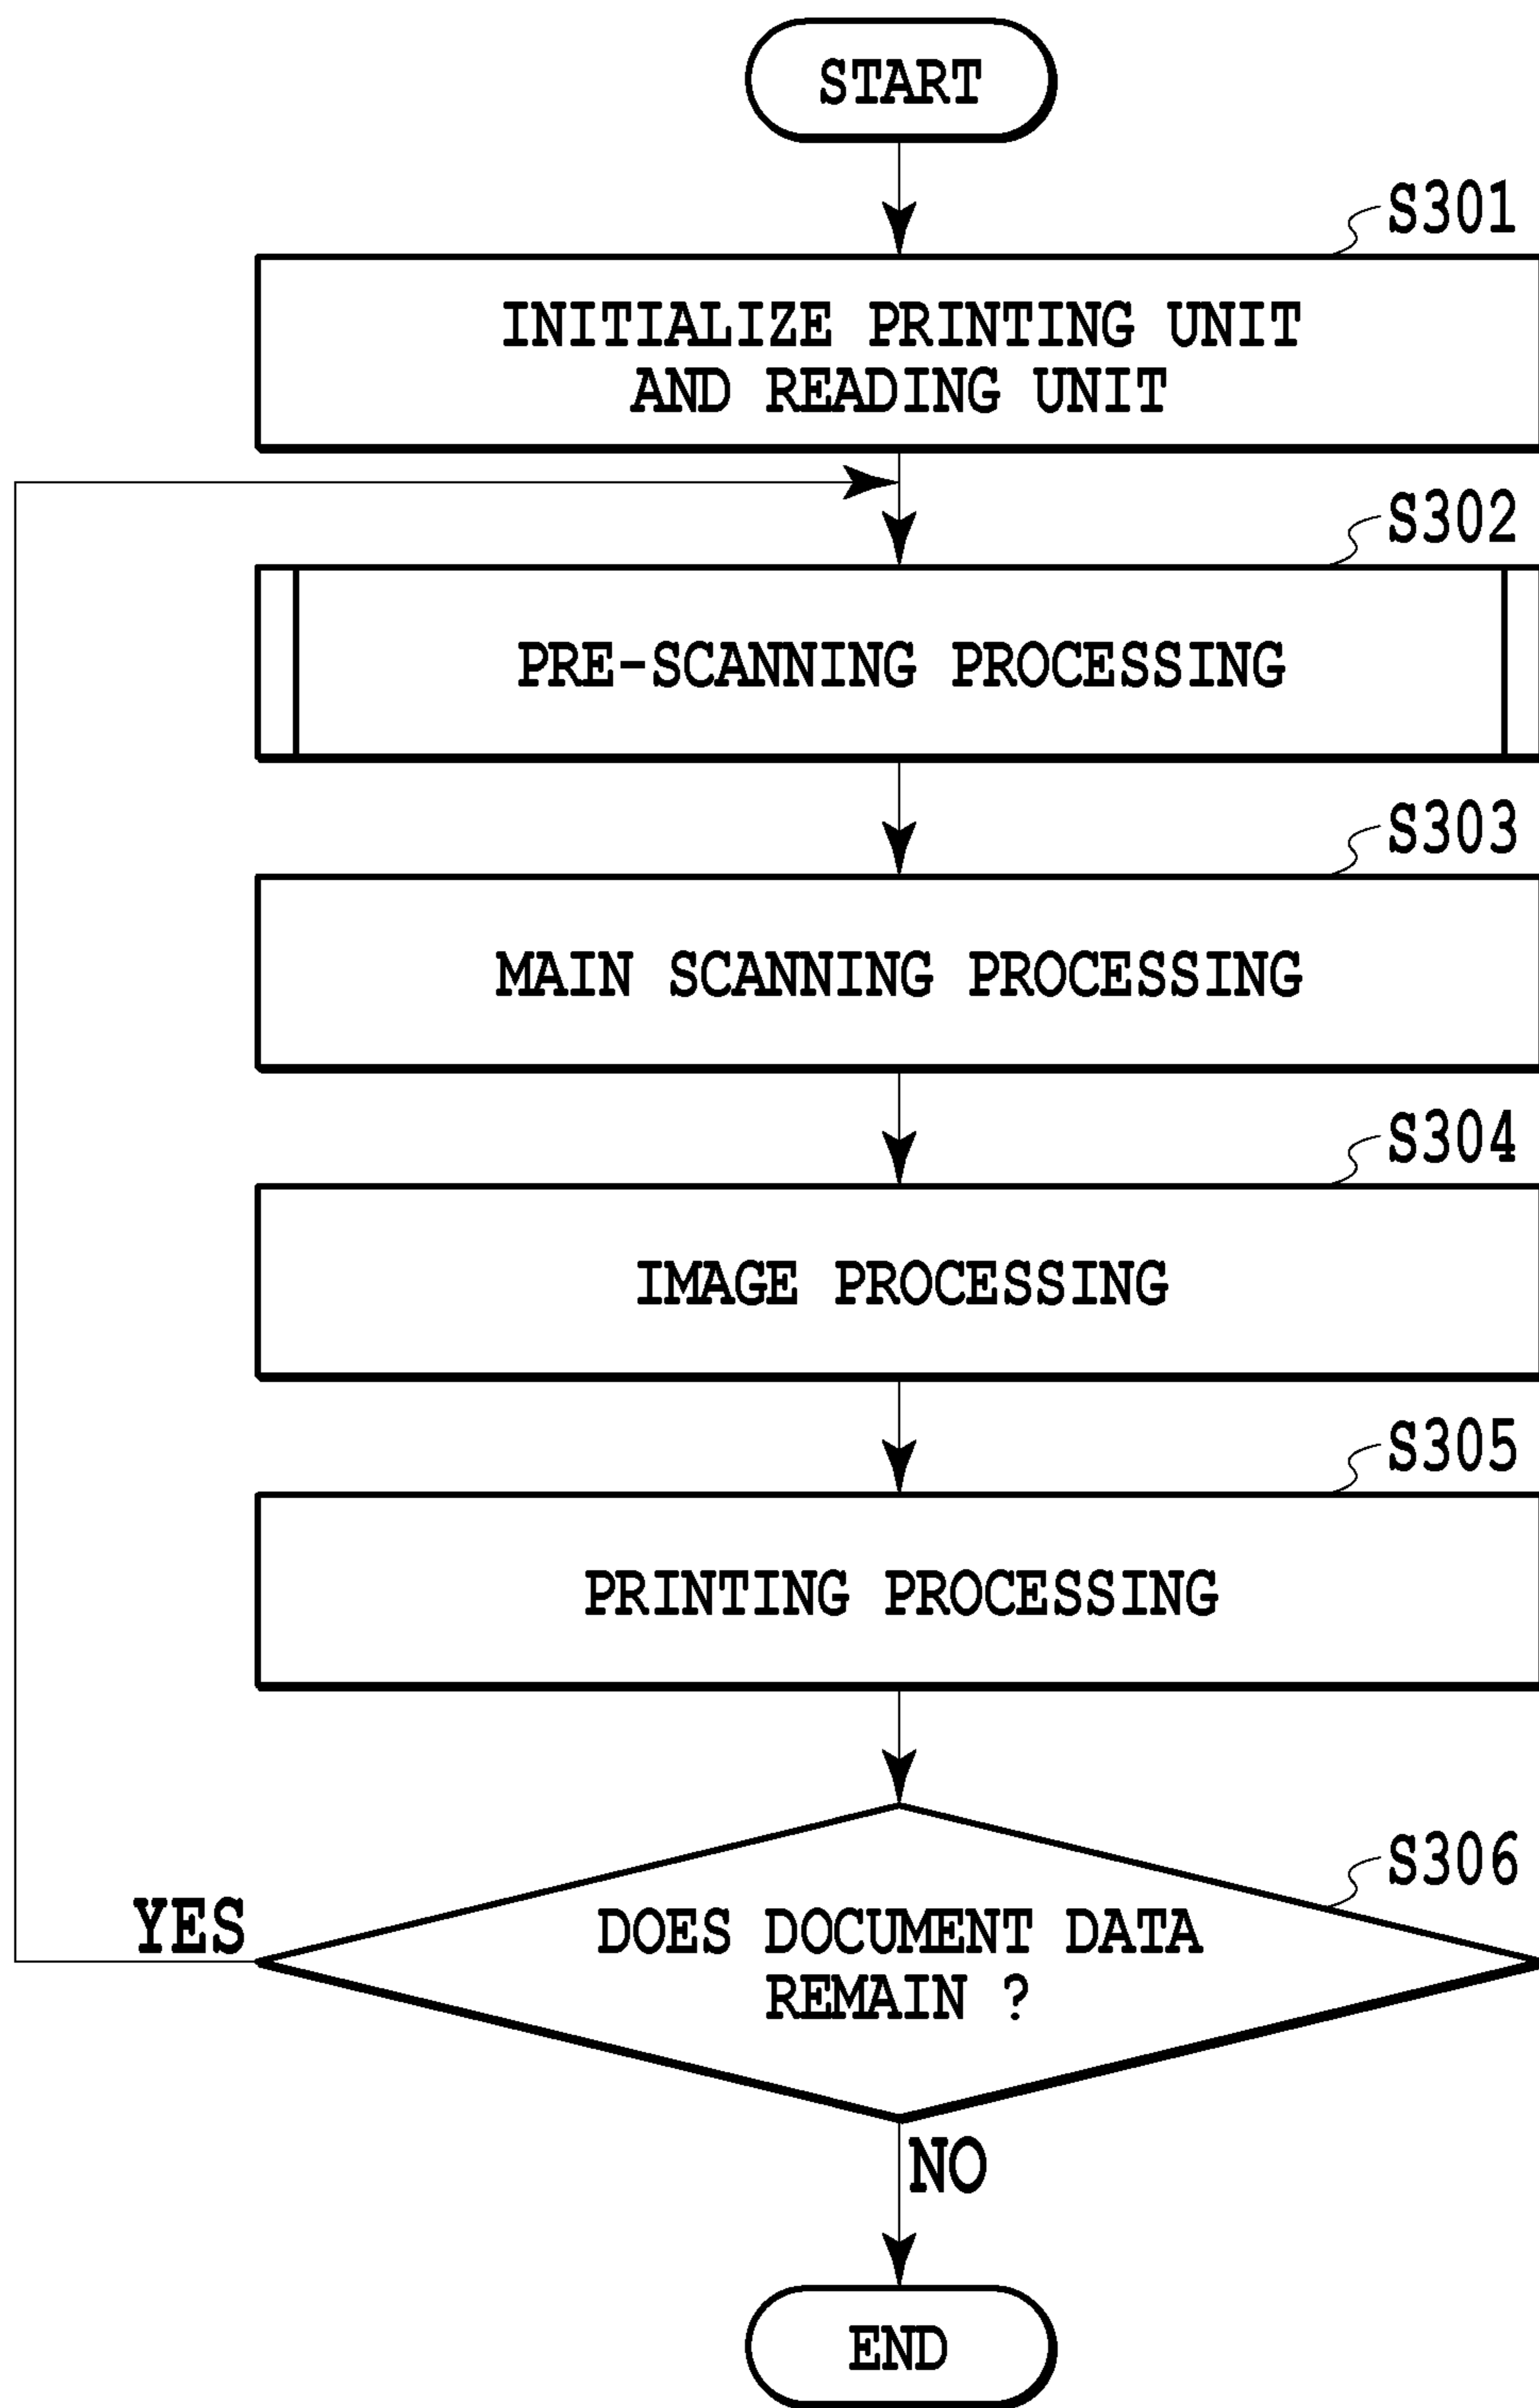 START
S301
INITIALIZE PRINTING UNIT
AND READING UNIT
S302
PRE-SCANNING PROCESSING
S303
MAIN SCANNING PROCESSING
S304
IMAGE PROCESSING
S305
PRINTING PROCESSING
S306
YES
DOES DOCUMENT DATA
REMAIN ?
NO
END